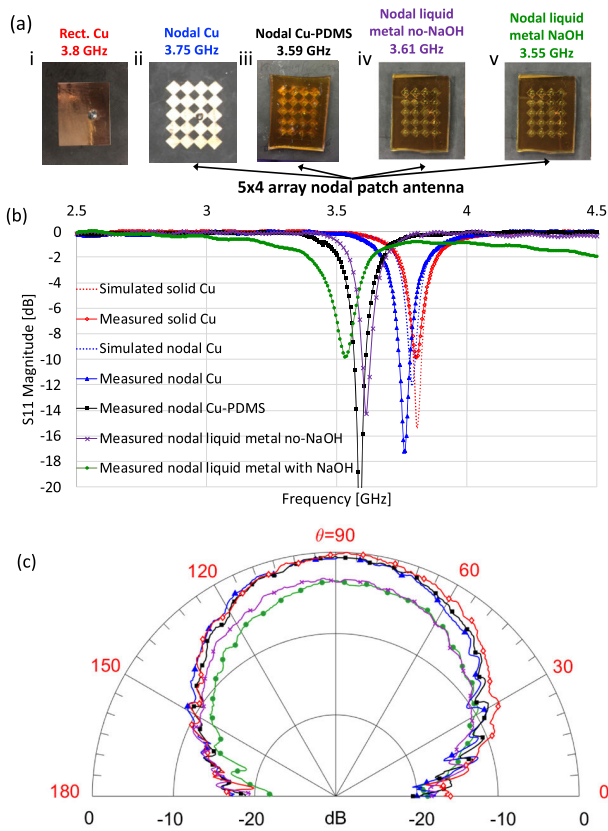 (a)
Rect. Cu
3.8 GHz
Nodal Cu
3.75 GHz
Nodal Cu-PDMS
3.59 GHz
Nodal liquid
metal no-NaOH
3.61 GHz
Nodal liquid
metal NaOH
3.55 GHz
i
ii
iii
iv
v
5x4 array nodal patch antenna
(b)
2.5 3 3.5 4 4.5
0
-2
-4
-6
-8
-10
-12
-14
-16
-18
-20
S11 Magnitude [dB]
Simulated solid Cu
Measured solid Cu
Simulated nodal Cu
Measured nodal Cu
Measured nodal Cu-PDMS
Measured nodal liquid metal no-NaOH
Measured nodal liquid metal with NaOH
Frequency [GHz]
(c)
θ=90
120 60
150 30
180 0
0 -10 -20 dB -20 -10 0